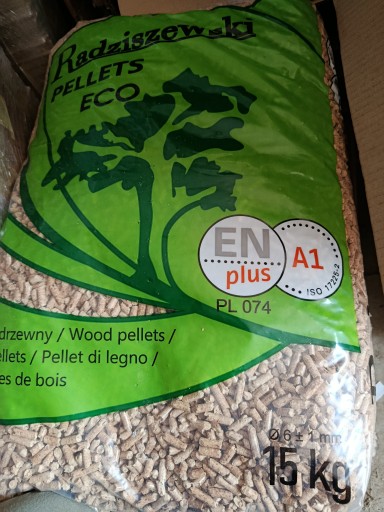 Radziszewski
PELLETS
ECO
EN
plus
A1
ISO 17225-2
PL 074
drzewny / Wood pellets /
llets / Pellet di legno /
es de bois
Ø 6 ± 1 mm
15 kg